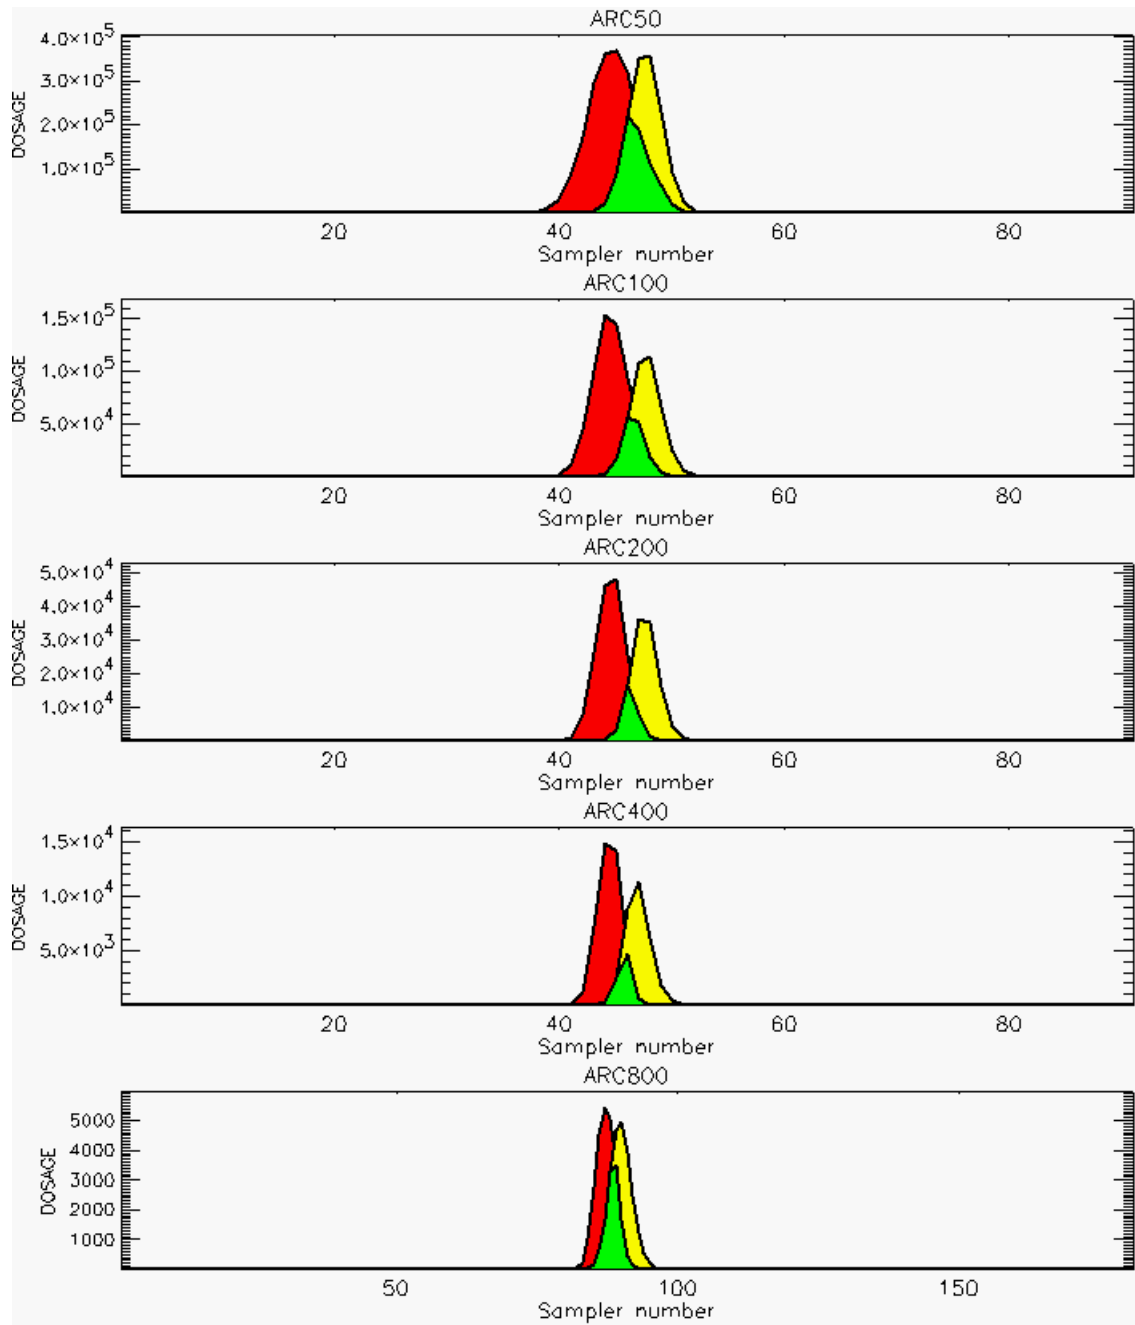 ARC50
4.0×10⁵
3.0×10⁵
2.0×10⁵
1.0×10⁵
DOSAGE
20 40 60 80
Sampler number
ARC100
1.5×10⁵
1.0×10⁵
5.0×10⁴
DOSAGE
20 40 60 80
Sampler number
ARC200
5.0×10⁴
4.0×10⁴
3.0×10⁴
2.0×10⁴
1.0×10⁴
DOSAGE
20 40 60 80
Sampler number
ARC400
1.5×10⁴
1.0×10⁴
5.0×10³
DOSAGE
20 40 60 80
Sampler number
ARC800
5000
4000
3000
2000
1000
DOSAGE
50 100 150
Sampler number